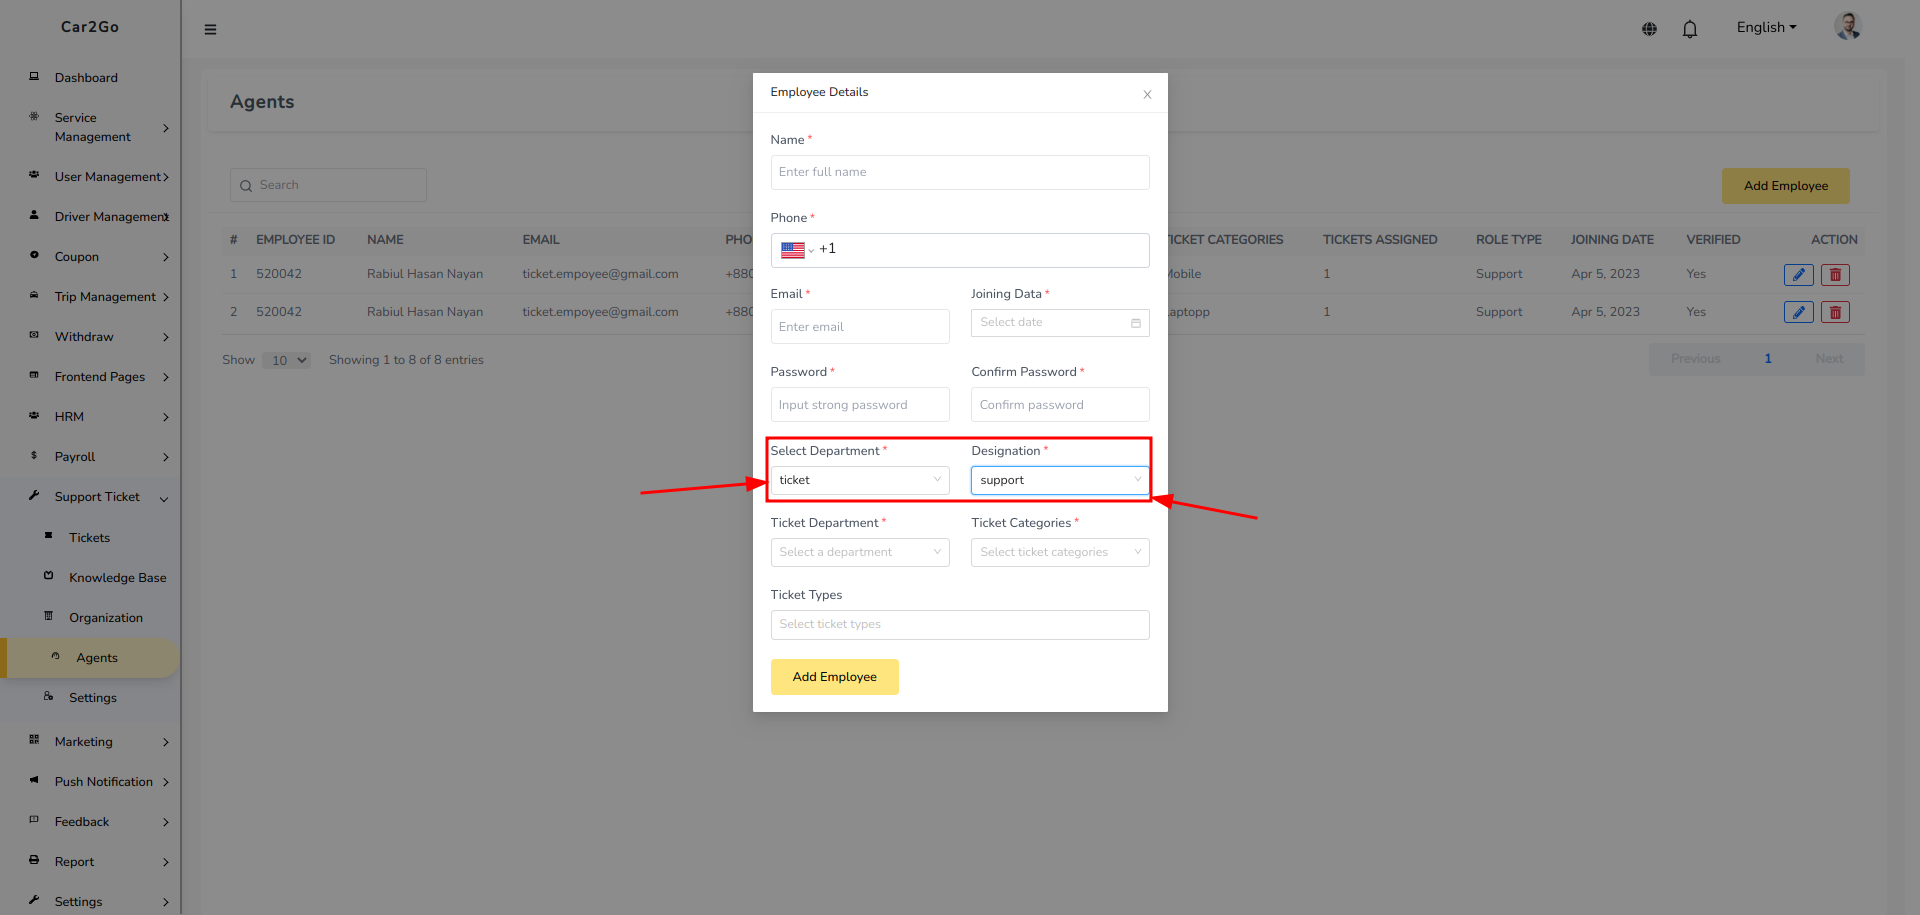 Car2Go
English
Dashboard
Service
Management
User Management
Driver Management
Coupon
Trip Management
Withdraw
Frontend Pages
HRM
Payroll
Support Ticket
Tickets
Knowledge Base
Organization
Agents
Settings
Marketing
Push Notification
Feedback
Report
Settings
Agents
Search
Add Employee
# EMPLOYEE ID NAME EMAIL PHO TICKET CATEGORIES TICKETS ASSIGNED ROLE TYPE JOINING DATE VERIFIED ACTION
1 520042 Rabiul Hasan Nayan ticket.empoyee@gmail.com +880 Mobile 1 Support Apr 5, 2023 Yes
2 520042 Rabiul Hasan Nayan ticket.empoyee@gmail.com +880 aptopp 1 Support Apr 5, 2023 Yes
Show 10 Showing 1 to 8 of 8 entries
Previous 1 Next
Employee Details
Name *
Enter full name
Phone *
+1
Email * Joining Data *
Enter email Select date
Password * Confirm Password *
Input strong password Confirm password
Select Department * Designation *
ticket support
Ticket Department * Ticket Categories *
Select a department Select ticket categories
Ticket Types
Select ticket types
Add Employee